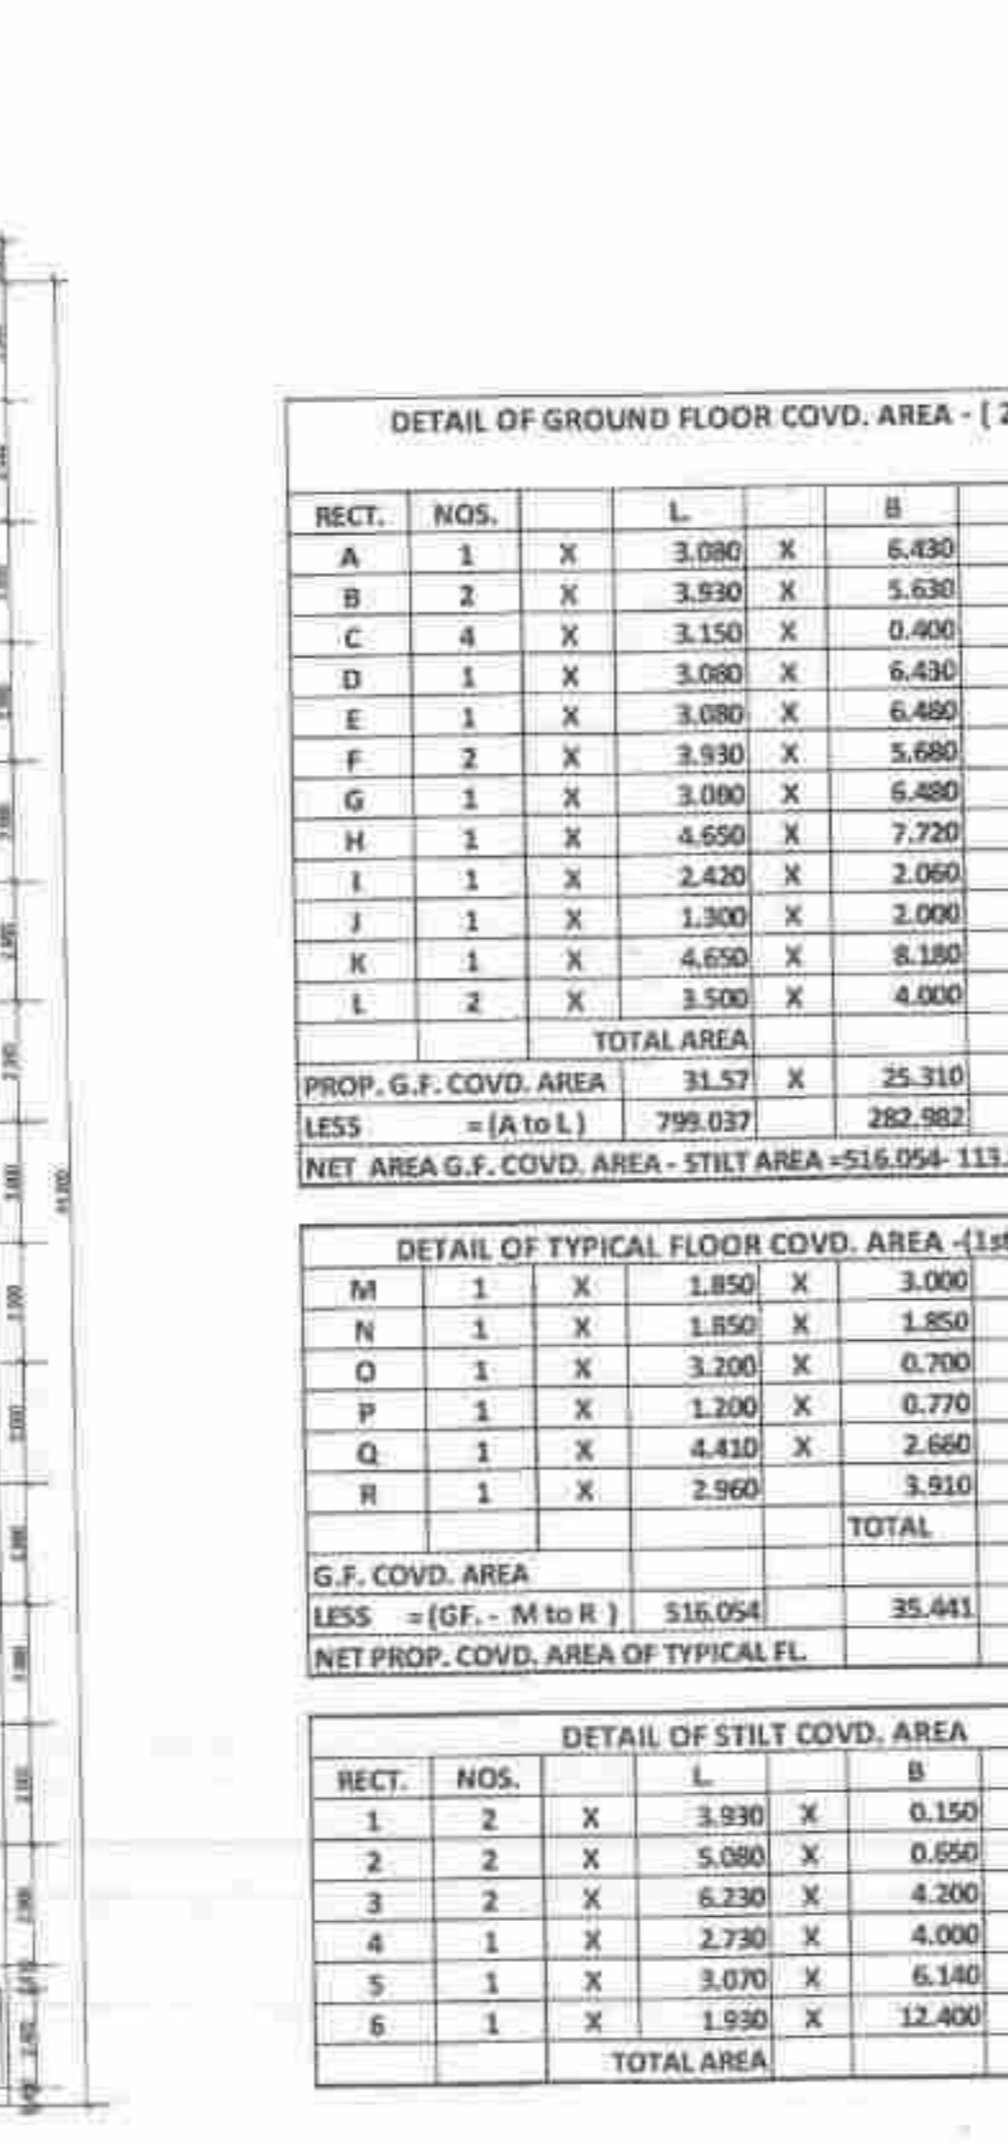 DETAIL OF GROUND FLOOR COVD. AREA - ( 2
RECT. NOS. L B
A 1 X 3.080 X 6.430
B 2 X 3.930 X 5.630
C 4 X 3.150 X 0.400
D 1 X 3.080 X 6.430
E 1 X 3.080 X 6.480
F 2 X 3.930 X 5.680
G 1 X 3.080 X 6.480
H 1 X 4.650 X 7.720
I 1 X 2.420 X 2.060
J 1 X 1.300 X 2.000
K 1 X 4.650 X 8.180
L 2 X 3.500 X 4.000
TOTAL AREA
PROP. G.F. COVD. AREA 31.57 X 25.310
LESS =(A to L) 799.037 282.982
NET AREA G.F. COVD. AREA - STILT AREA =516.054- 113.
DETAIL OF TYPICAL FLOOR COVD. AREA -(1st
M 1 X 1.850 X 3.000
N 1 X 1.850 X 1.850
O 1 X 3.200 X 0.700
P 1 X 1.200 X 0.770
Q 1 X 4.410 X 2.660
R 1 X 2.960 3.910
TOTAL
G.F. COVD. AREA
LESS =(GF. - M to R ) 516.054 35.441
NET PROP. COVD. AREA OF TYPICAL FL.
DETAIL OF STILT COVD. AREA
RECT. NOS. L B
1 2 X 3.930 X 0.150
2 2 X 5.080 X 0.650
3 2 X 6.230 X 4.200
4 1 X 2.730 X 4.000
5 1 X 3.070 X 6.140
6 1 X 1.930 X 12.400
TOTAL AREA